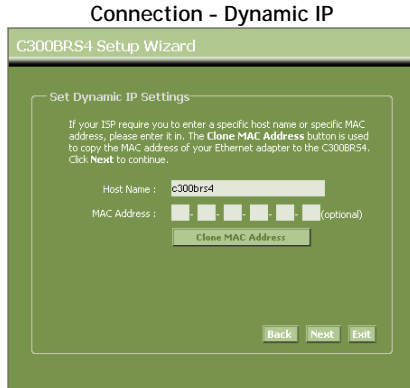 Connection - Dynamic IP
C300BRS4 Setup Wizard
Set Dynamic IP Settings
If your ISP require you to enter a specific host name or specific MAC
address, please enter it in. The Clone MAC Address button is used
to copy the MAC address of your Ethernet adapter to the C300BRS4.
Click Next to continue.
Host Name : c300brs4
MAC Address : - - - - - (optional)
Clone MAC Address
Back Next Exit